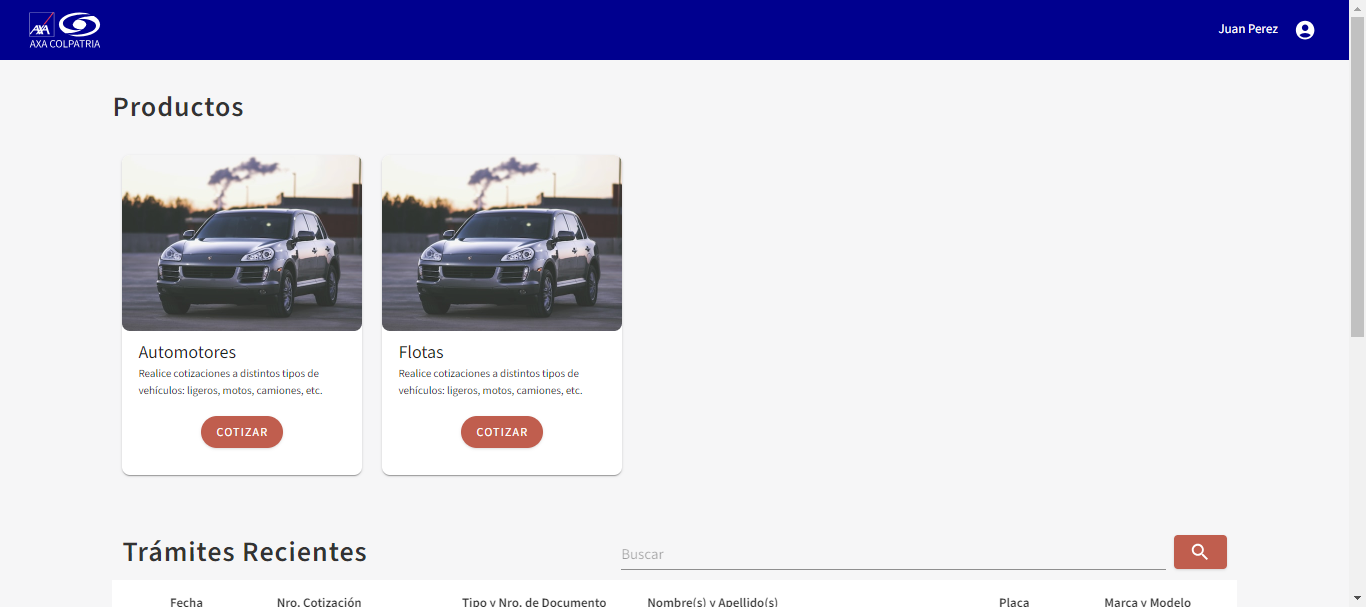 AXA
AXA COLPATRIA
Juan Perez
Productos
Automotores
Realice cotizaciones a distintos tipos de
vehículos: ligeros, motos, camiones, etc.
COTIZAR
Flotas
Realice cotizaciones a distintos tipos de
vehículos: ligeros, motos, camiones, etc.
COTIZAR
Trámites Recientes
Buscar
Fecha Nro. Cotización Tipo y Nro. de Documento Nombre(s) y Apellido(s) Placa Marca y Modelo